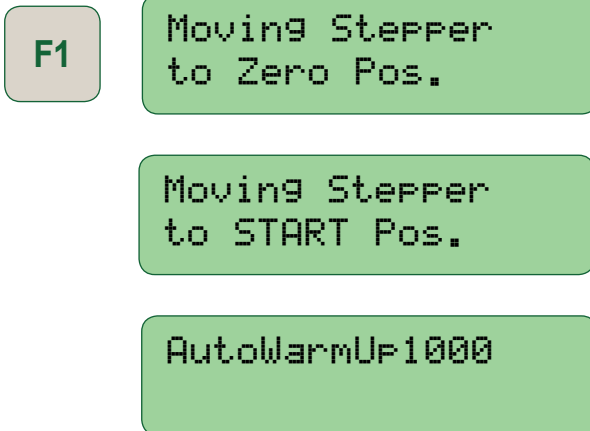 F1
Moving Stepper
to Zero Pos.
Moving Stepper
to START Pos.
AutoWarmUp1000